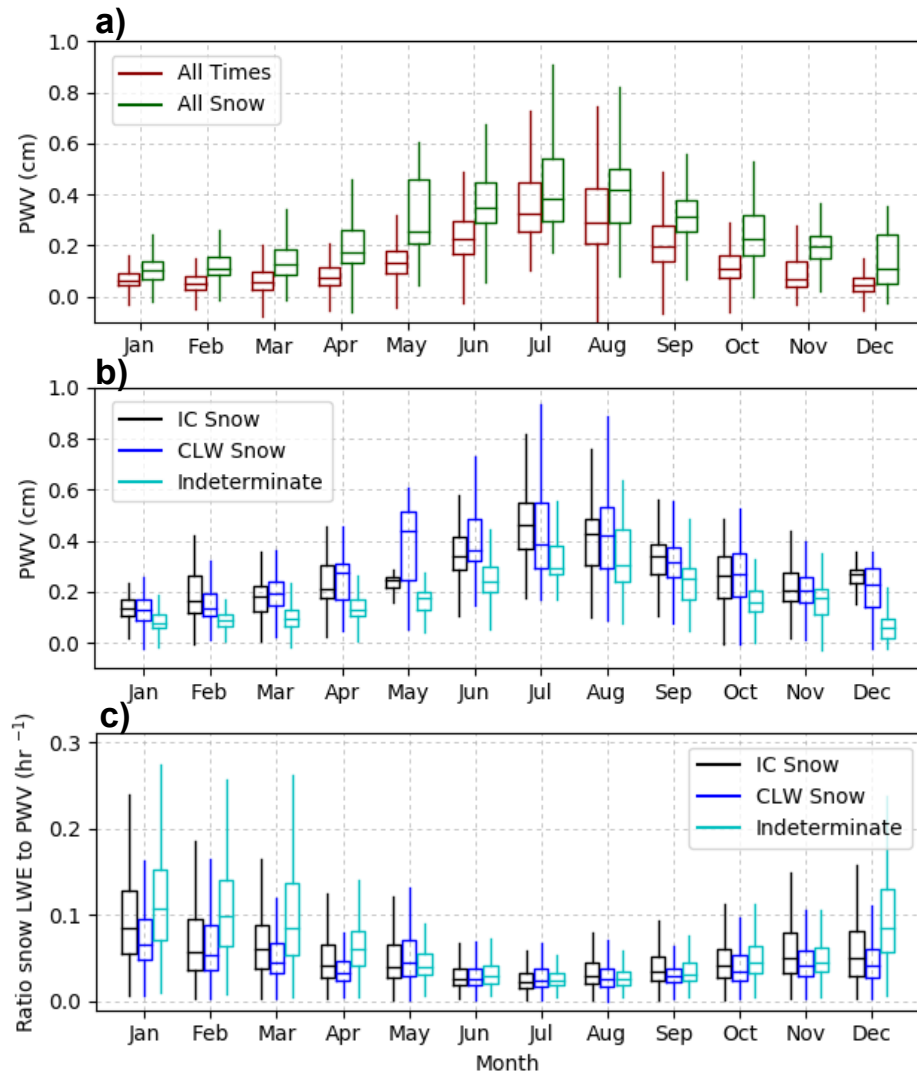 a)
1.0
0.8
0.6
0.4
0.2
0.0
PWV (cm)
All Times
All Snow
Jan Feb Mar Apr May Jun Jul Aug Sep Oct Nov Dec
b)
1.0
0.8
0.6
0.4
0.2
0.0
PWV (cm)
IC Snow
CLW Snow
Indeterminate
Jan Feb Mar Apr May Jun Jul Aug Sep Oct Nov Dec
c)
0.3
0.2
0.1
0.0
Ratio snow LWE to PWV (hr⁻¹)
IC Snow
CLW Snow
Indeterminate
Jan Feb Mar Apr May Jun Jul Aug Sep Oct Nov Dec
Month